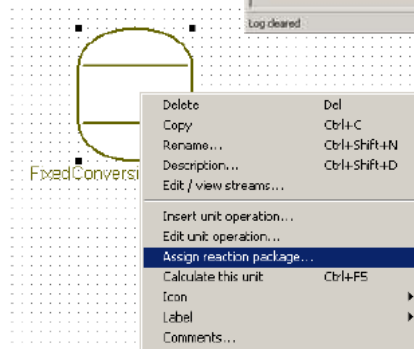 Log cleared
FixedConversi
Delete Del
Copy Ctrl+C
Rename... Ctrl+Shift+N
Description... Ctrl+Shift+D
Edit / view streams...
Insert unit operation...
Edit unit operation...
Assign reaction package...
Calculate this unit Ctrl+F5
Icon
Label
Comments...